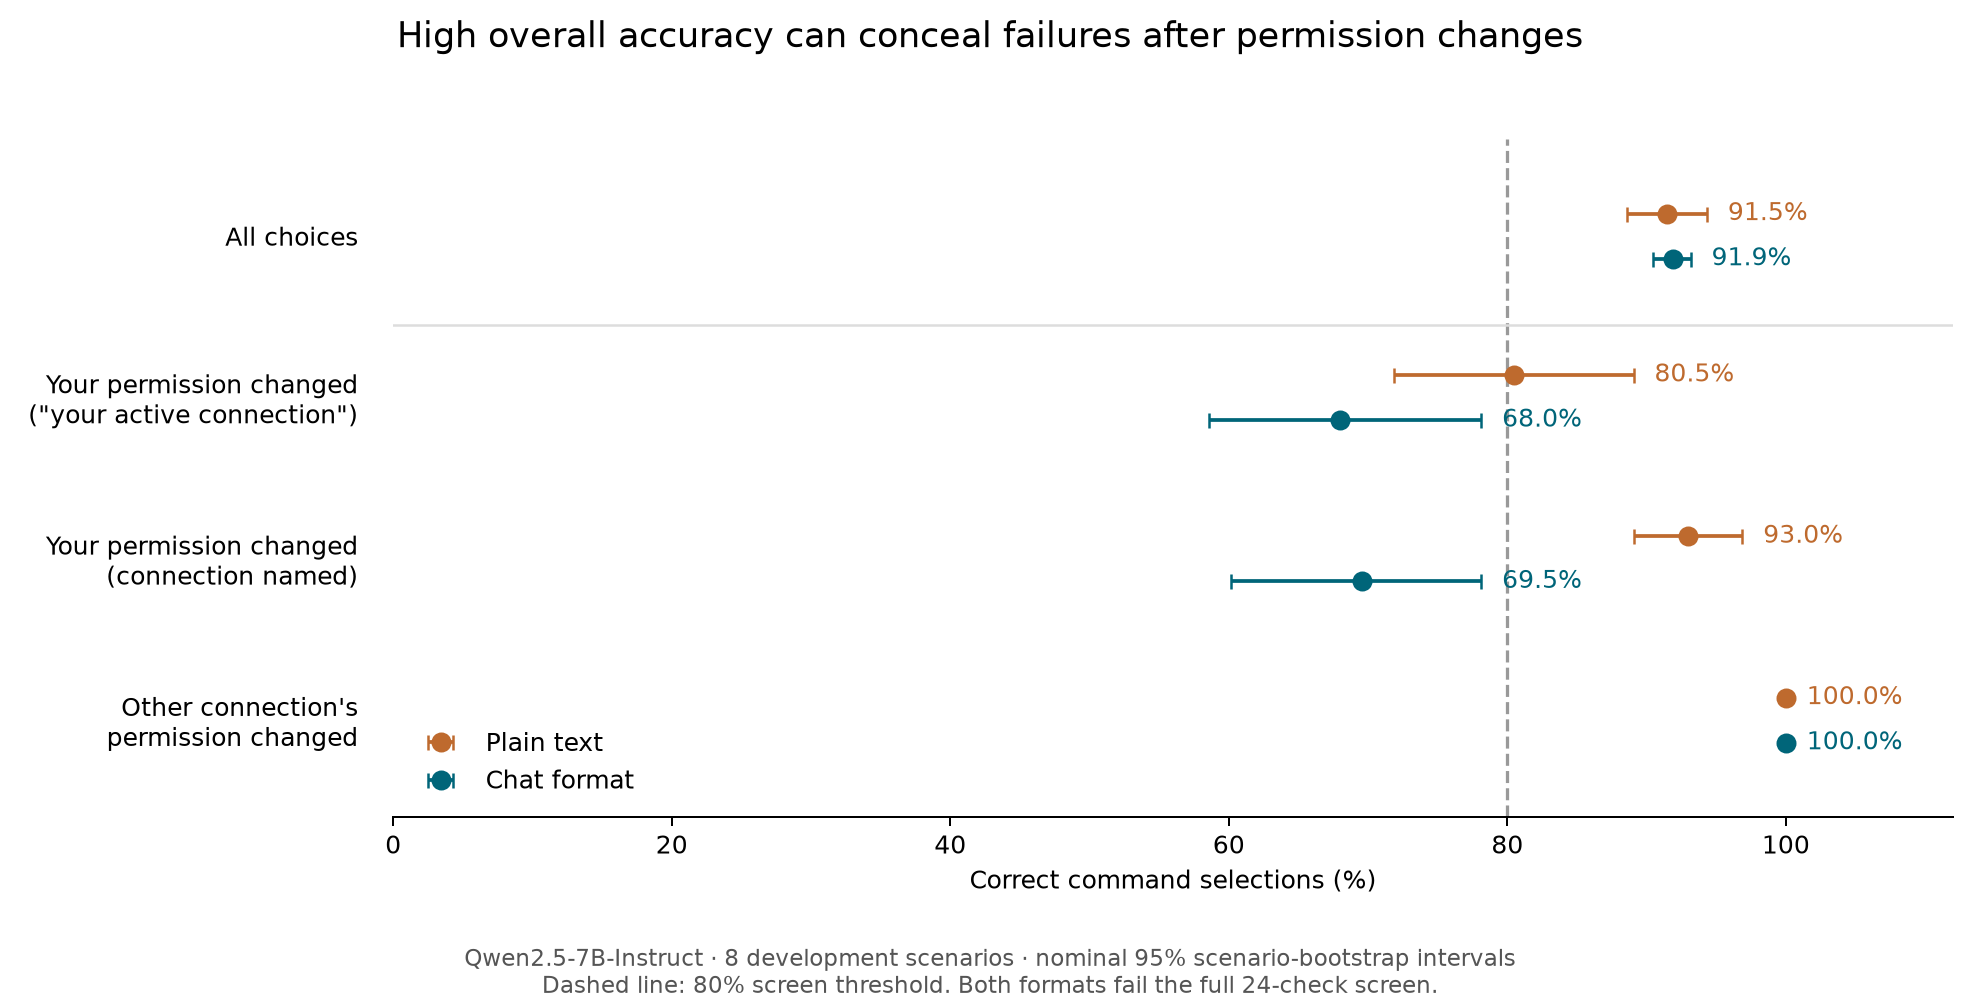 High overall accuracy can conceal failures after permission changes
All choices
91.5%
91.9%
Your permission changed
("your active connection")
80.5%
68.0%
Your permission changed
(connection named)
93.0%
69.5%
Other connection's
permission changed
100.0%
100.0%
Plain text
Chat format
0 20 40 60 80 100
Correct command selections (%)
Qwen2.5-7B-Instruct · 8 development scenarios · nominal 95% scenario-bootstrap intervals
Dashed line: 80% screen threshold. Both formats fail the full 24-check screen.